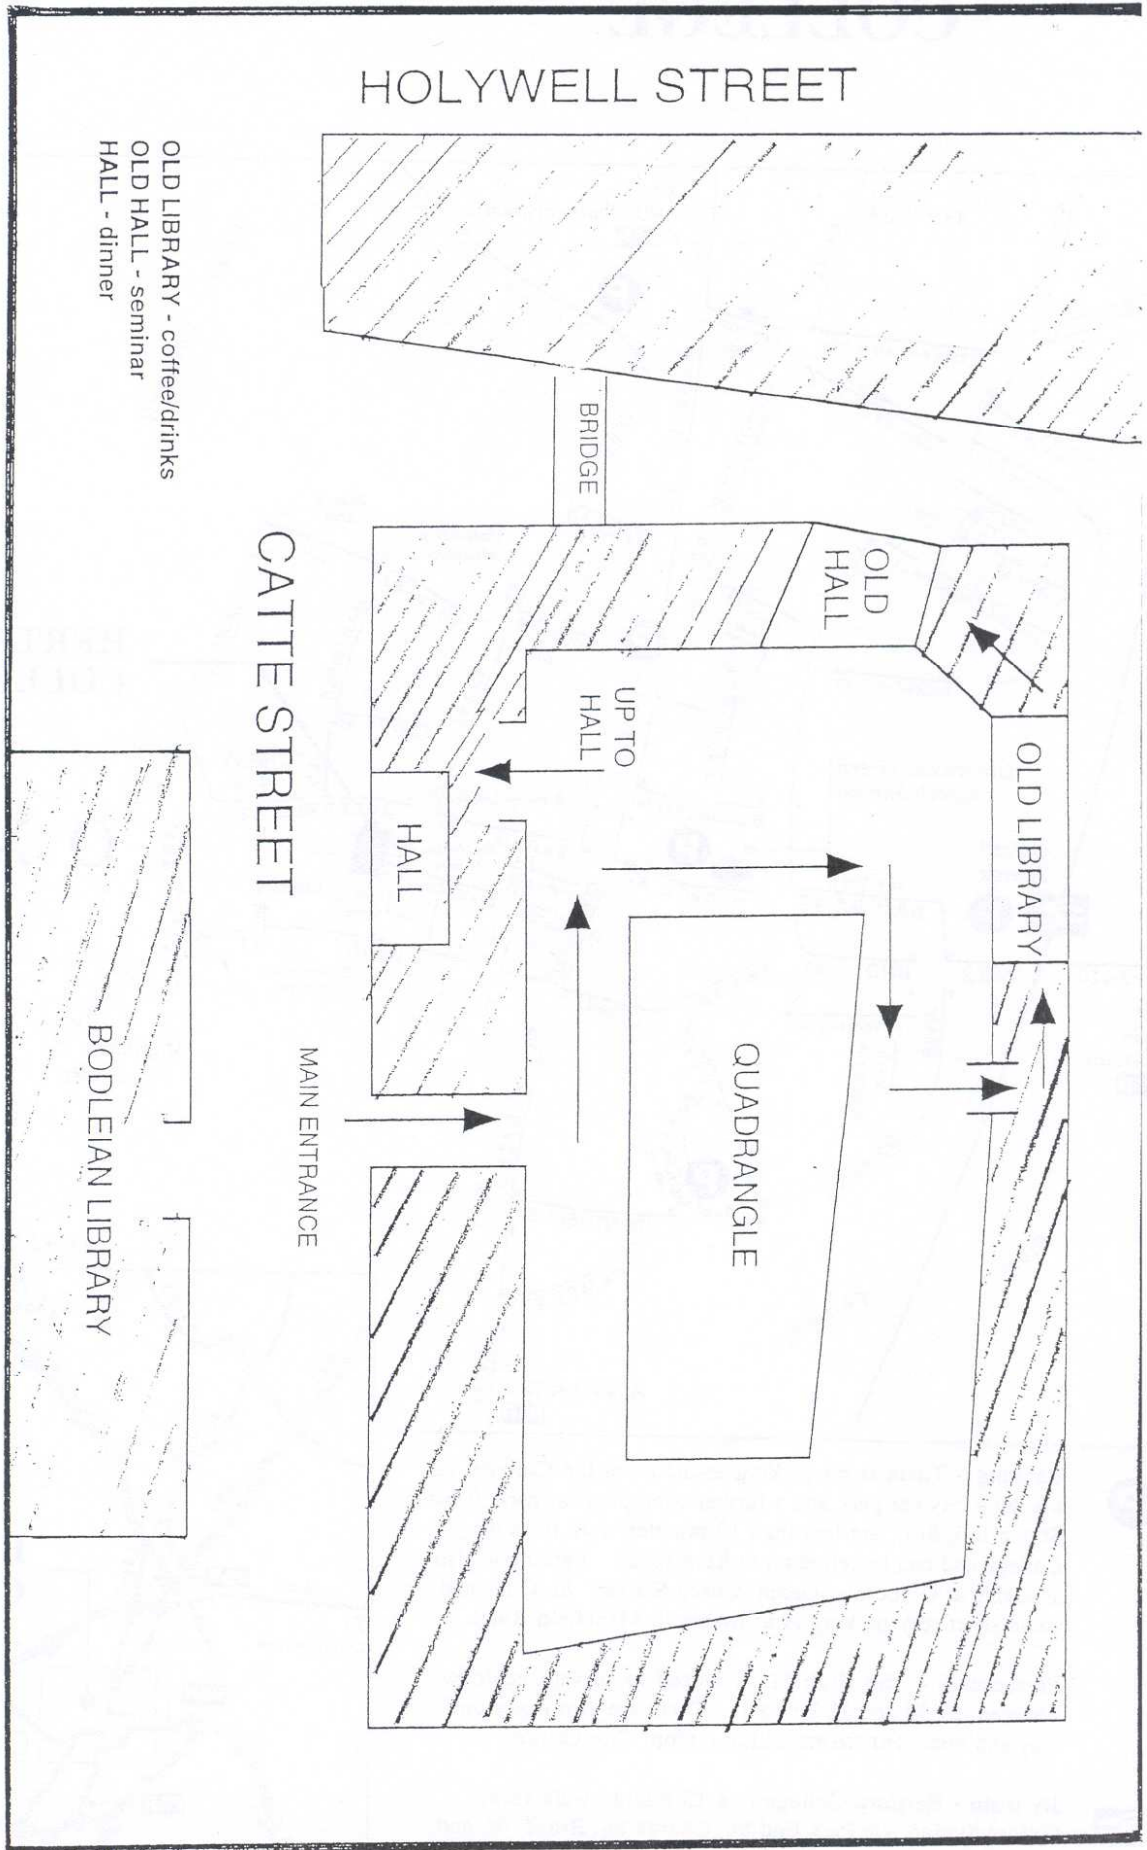 HOLYWELL STREET
OLD LIBRARY - coffee/drinks
OLD HALL - seminar
HALL - dinner
BRIDGE
OLD
HALL
UP TO
HALL
OLD LIBRARY
CATTE STREET
HALL
QUADRANGLE
MAIN ENTRANCE
BODLEIAN LIBRARY